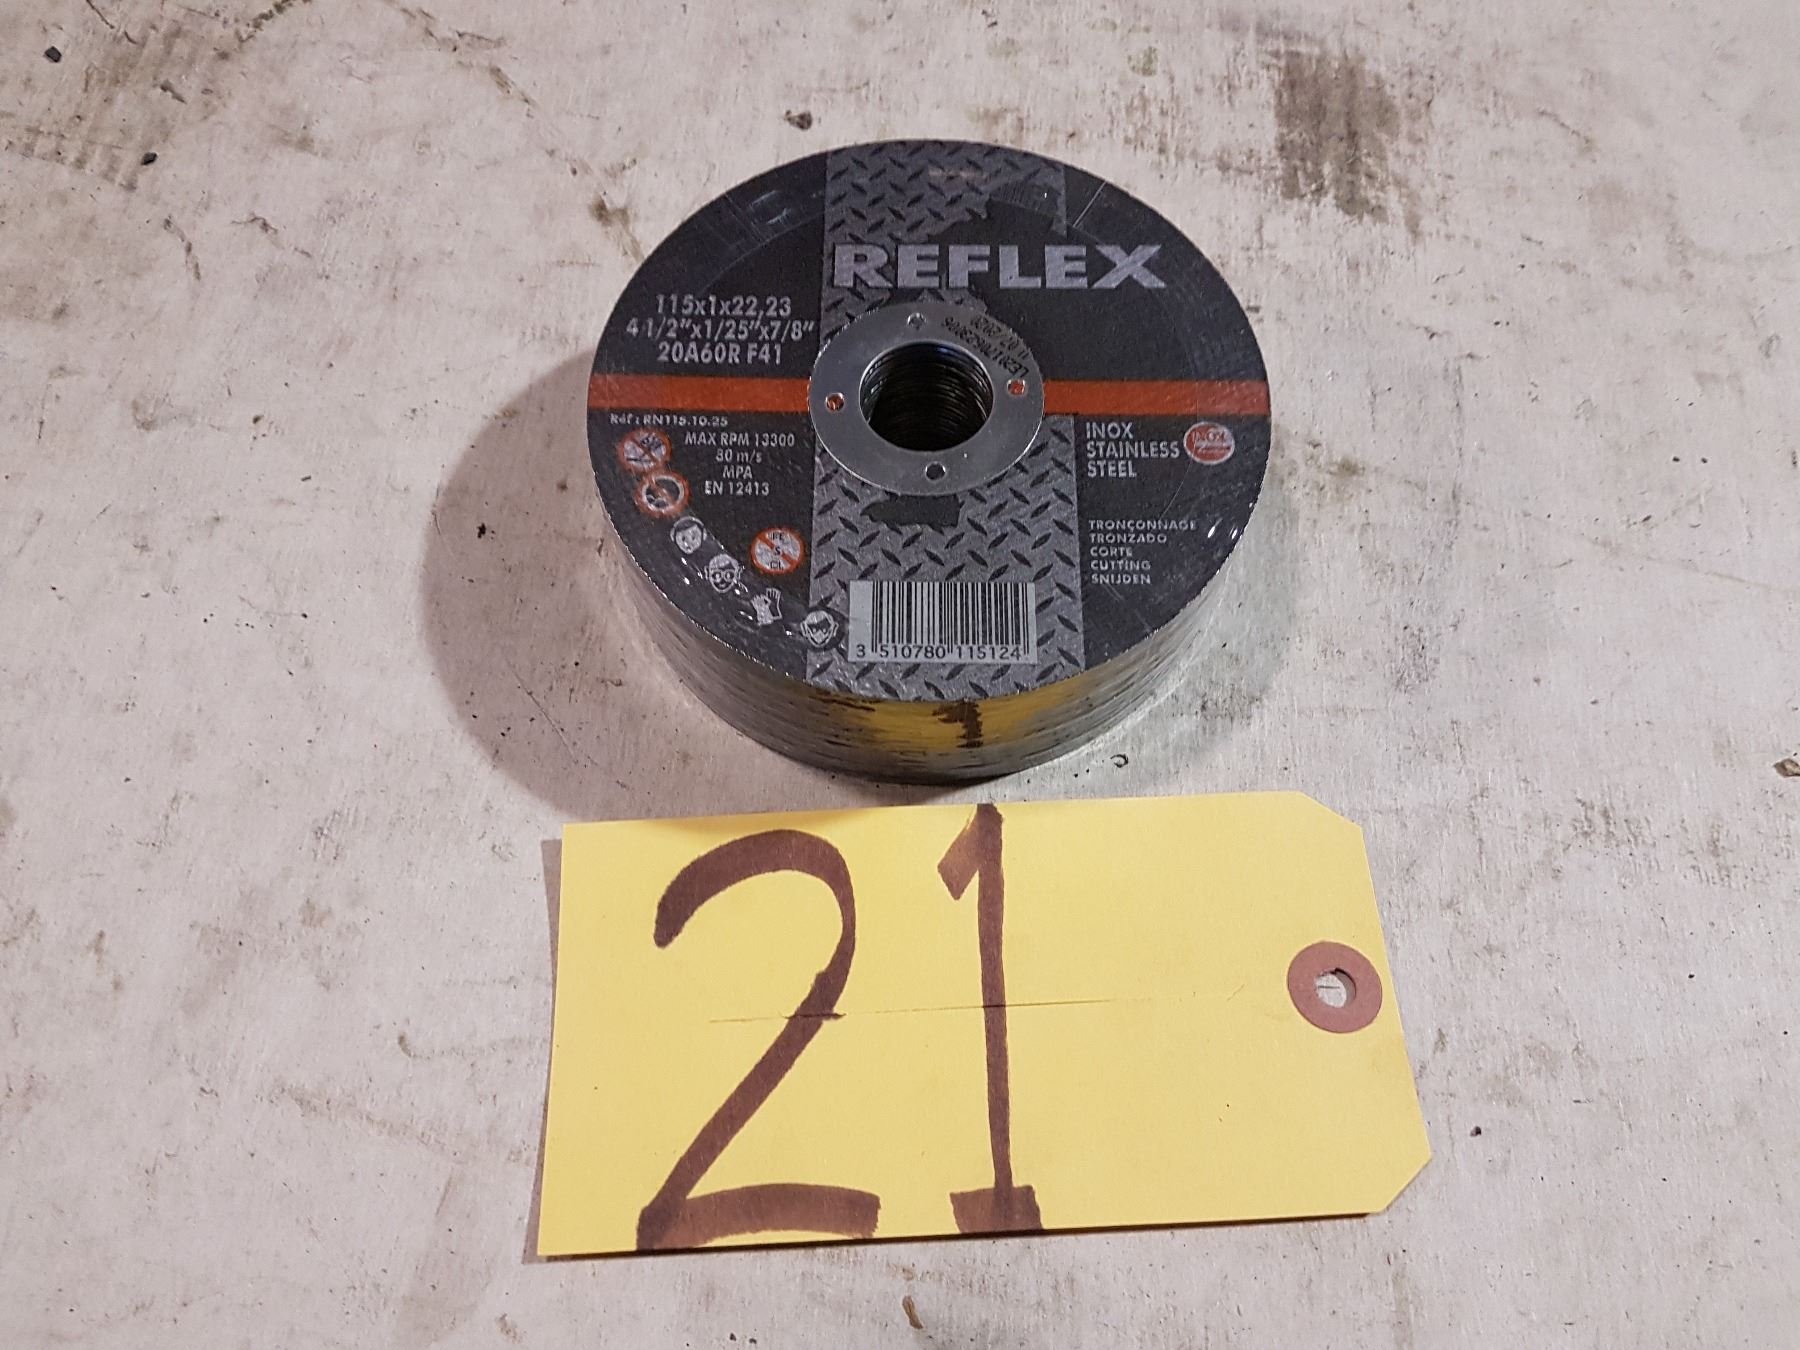 REFLEX
115x1x22,23
4 1/2"x1/25"x7/8"
20A60R F41
Réf : RN115.10.25
MAX RPM 13300
80 m/s
MPA
EN 12413
INOX
STAINLESS
STEEL
INOX
TRONÇONNAGE
TRONZADO
CORTE
CUTTING
SNIJDEN
3 510780 115124
21